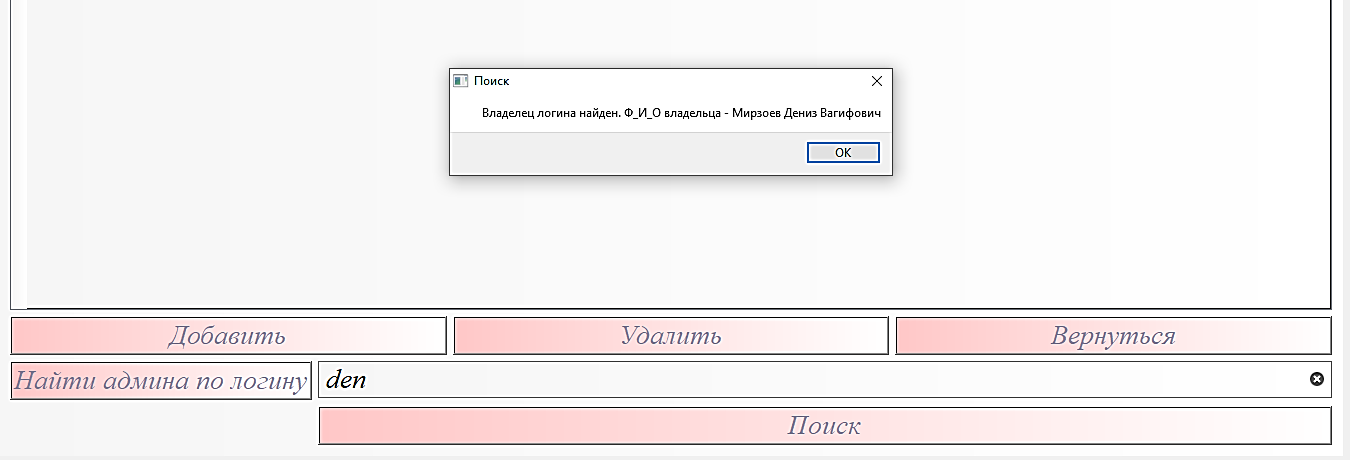 Поиск
Владелец логина найден. Ф_И_О владельца - Мирзоев Дениз Вагифович
OK
Добавить
Удалить
Вернуться
Найти админа по логину
den
Поиск